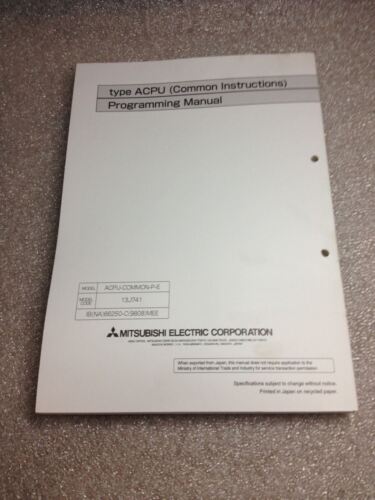 type ACPU (Common Instructions)
Programming Manual
MODEL ACPU-COMMON-P-E
MODEL CODE 13J741
IB(NA)66250-C(9608)MEE
MITSUBISHI ELECTRIC CORPORATION
When exported from Japan, this manual does not require application to the
Ministry of International Trade and Industry for service transaction permission.
Specifications subject to change without notice.
Printed in Japan on recycled paper.